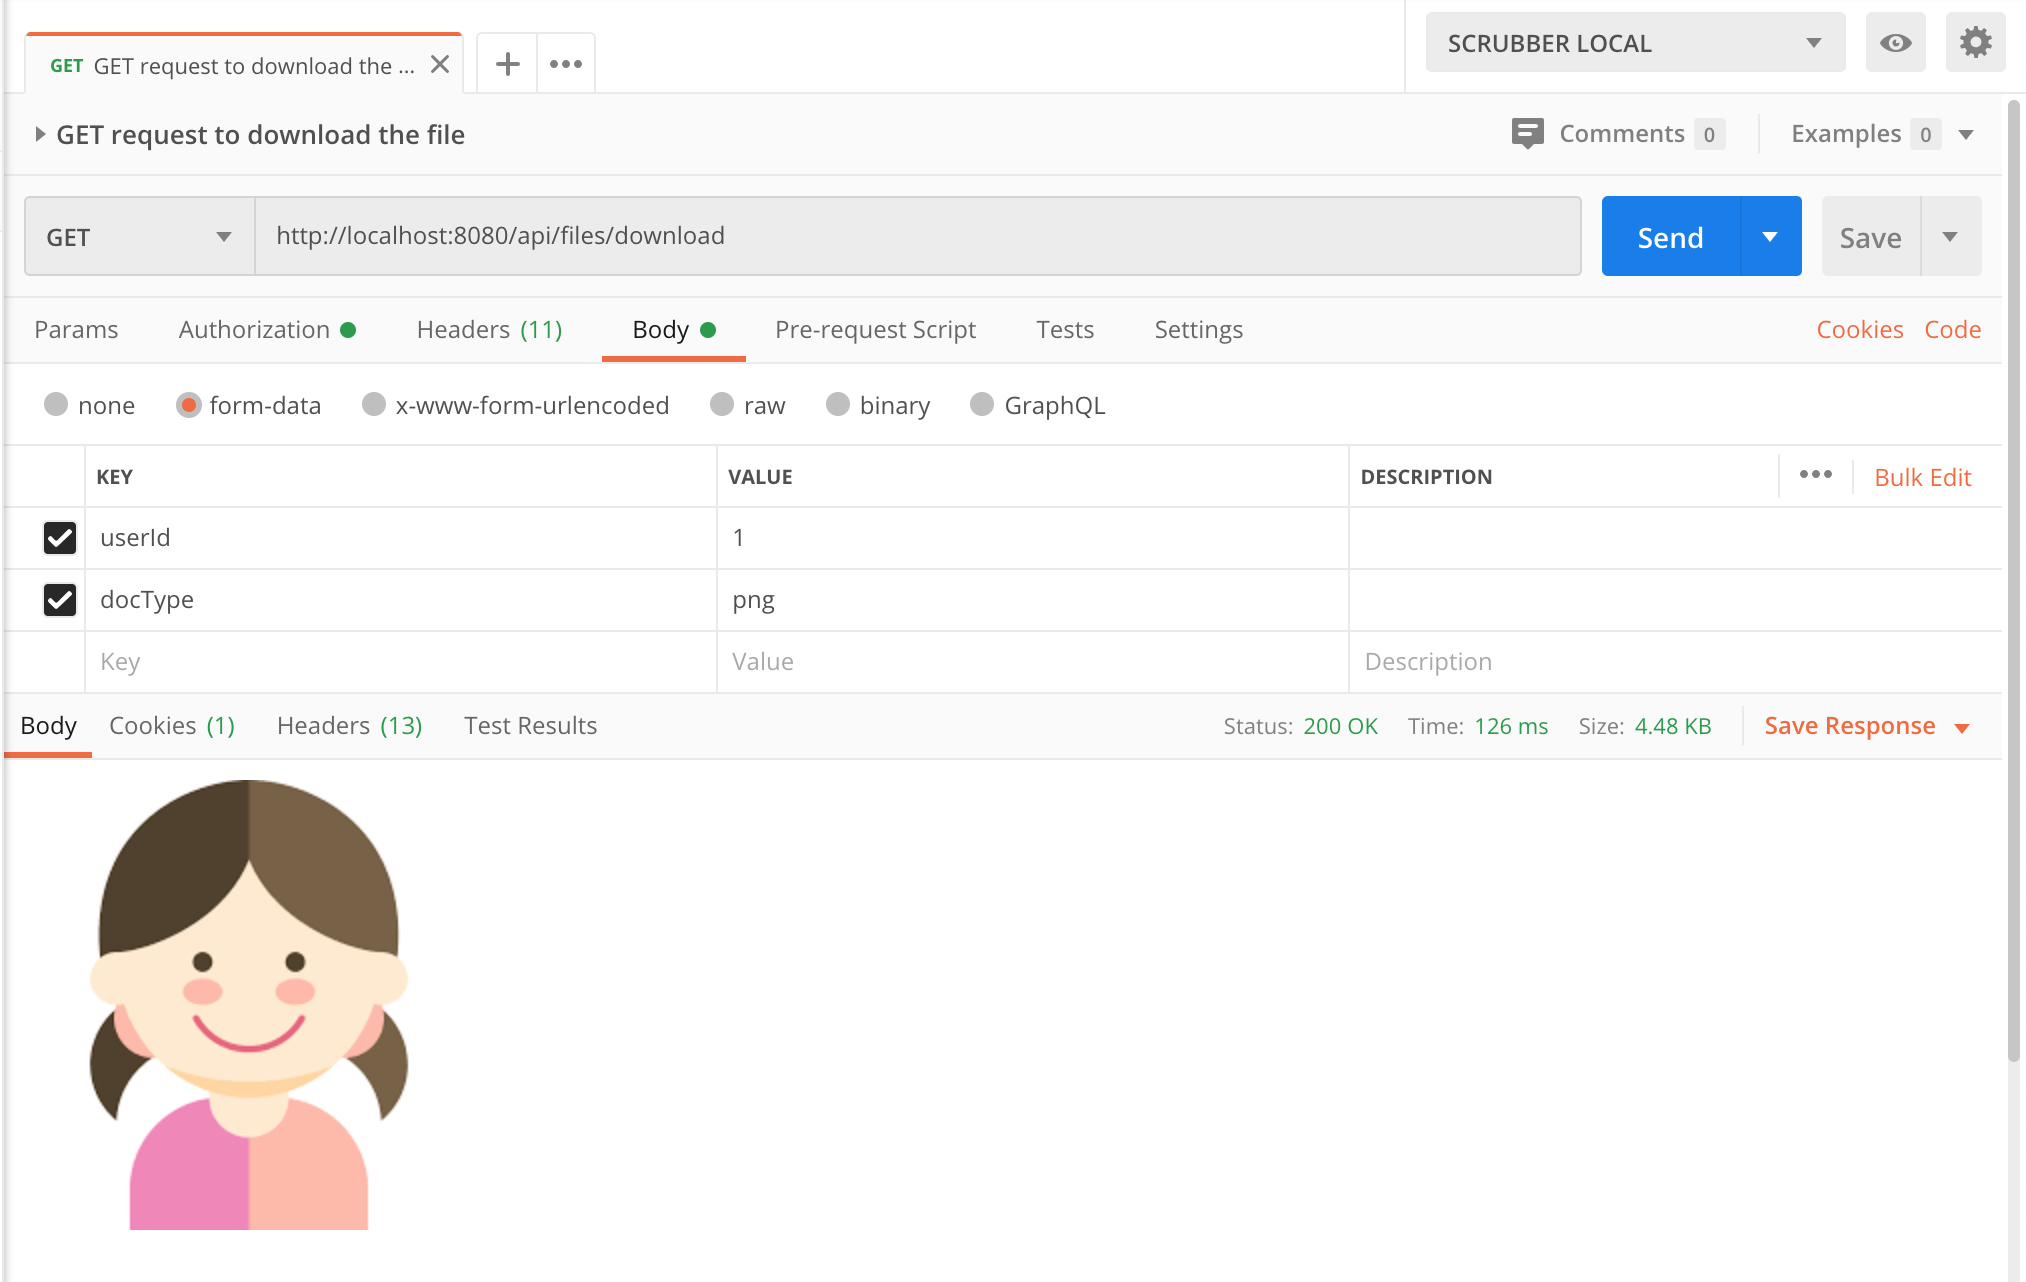 GET GET request to download the ...
SCRUBBER LOCAL
GET request to download the file
Comments 0
Examples 0
GET
http://localhost:8080/api/files/download
Send
Save
Params Authorization Headers (11) Body Pre-request Script Tests Settings Cookies Code
none form-data x-www-form-urlencoded raw binary GraphQL
KEY VALUE DESCRIPTION Bulk Edit
userId 1
docType png
Key Value Description
Body Cookies (1) Headers (13) Test Results Status: 200 OK Time: 126 ms Size: 4.48 KB Save Response